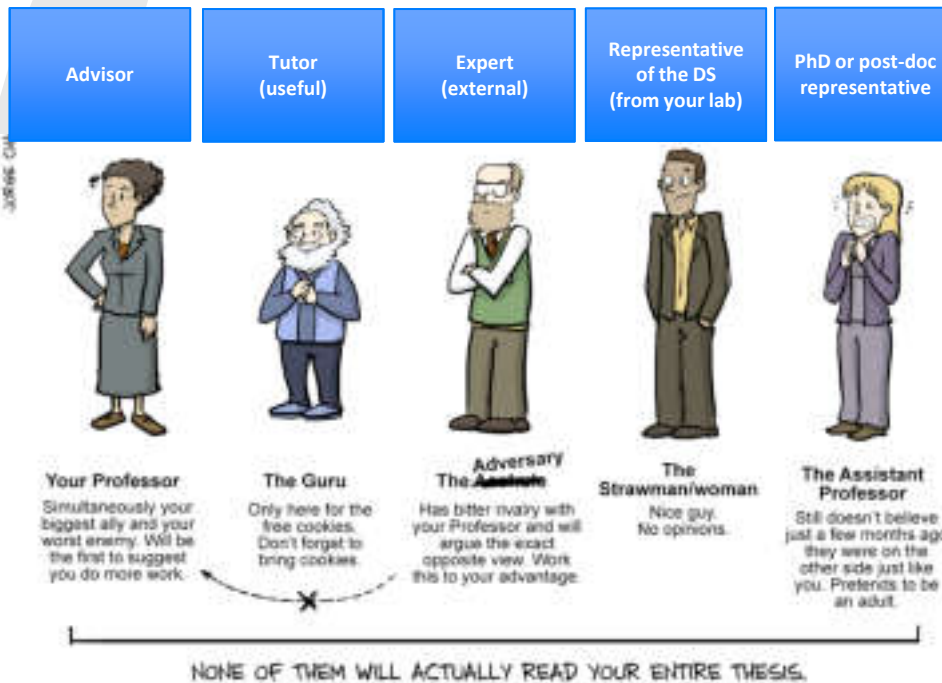 Advisor
Tutor
(useful)
Expert
(external)
Representative
of the DS
(from your lab)
PhD or post-doc
representative
Your Professor
Simultaneously your
biggest ally and your
worst enemy. Will be
the first to suggest
you do more work.
The Guru
Only here for the
free cookies.
Don't forget to
bring cookies.
Adversary
The
Has bitter rivalry with
your Professor and will
argue the exact
opposite view. Work
this to your advantage
The
Strawman/woman
Nice guy.
No opinions.
The Assistant
Professor
Still doesn't believe
just a few months ago
they were on the
other side just like
you. Pretends to be
an adult.
NONE OF THEM WILL ACTUALLY READ YOUR ENTIRE THESIS.